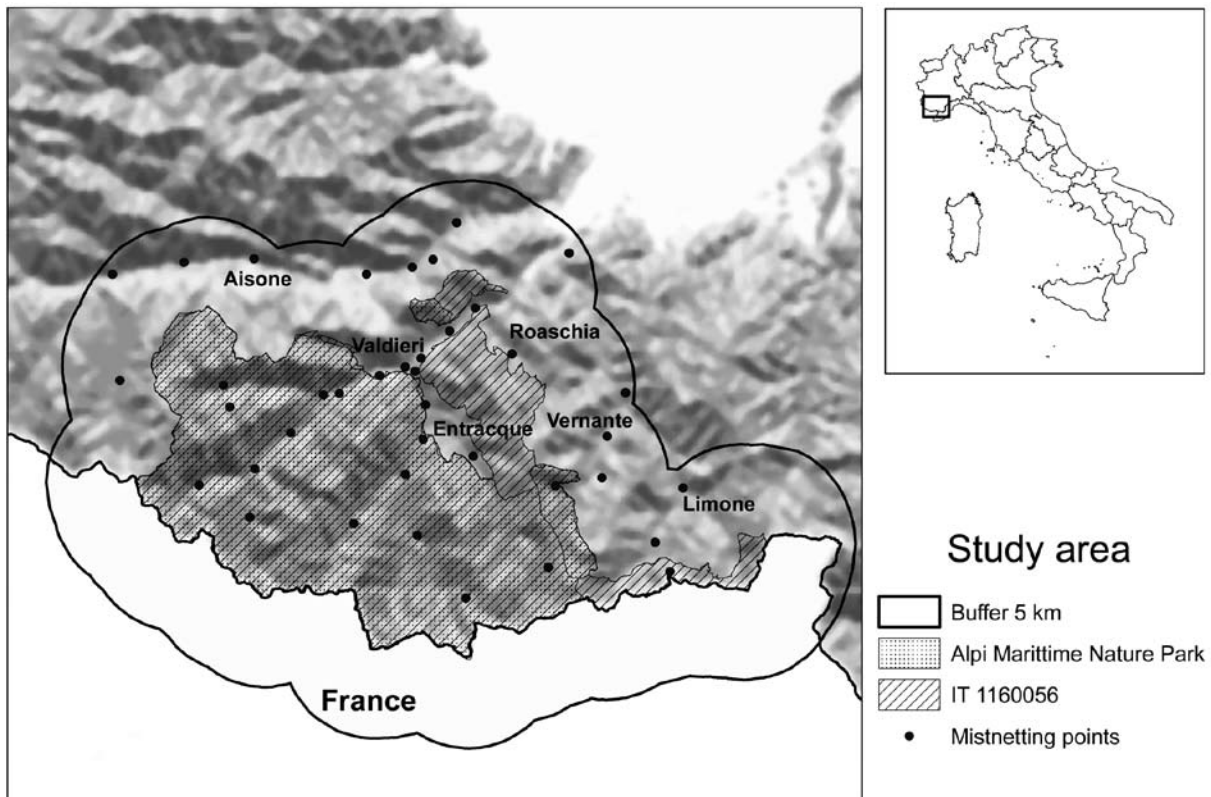 Aisone
Valdieri
Roaschia
Entracque
Vernante
Limone
France
Study area
Buffer 5 km
Alpi Marittime Nature Park
IT 1160056
Mistnetting points